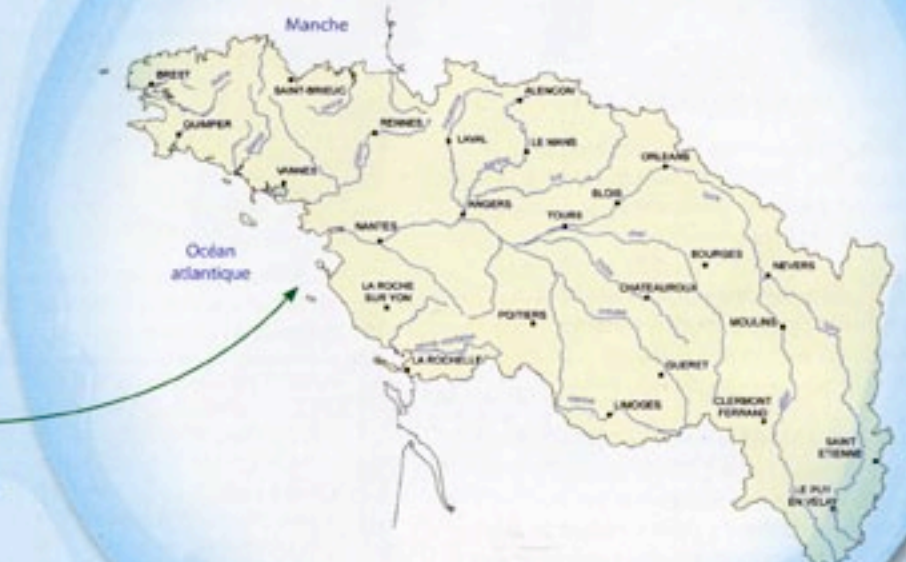 Manche
BREST
SAINT-BRIEUC
ALENCON
QUIMPER
RENNES
LAVAL
LE MANS
ORLEANS
VANNES
BLOIS
ANGERS
TOURS
NANTES
Océan
atlantique
BOURGES
NEVERS
LA ROCHE
SUR YON
CHATEAUROUX
POITIERS
MOULINS
LA ROCHELLE
GUERET
LIMOGES
CLERMONT
FERRAND
SAINT
ETIENNE
LE PUY
EN VELAY